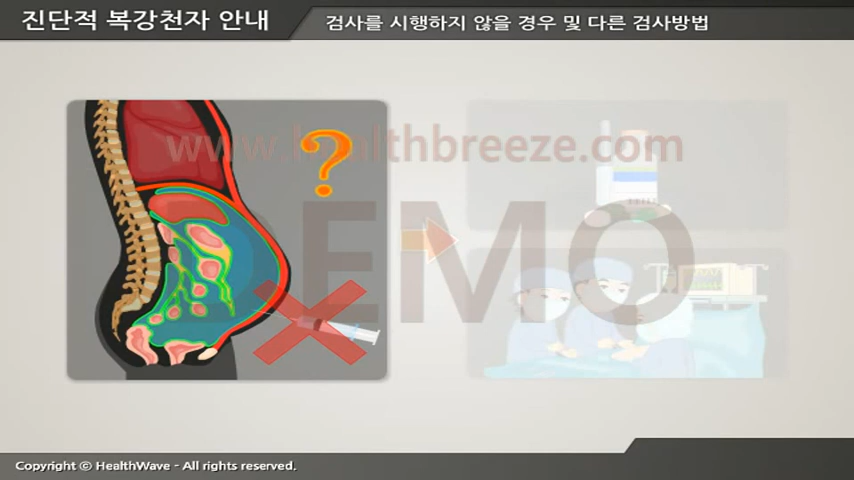 진단적 복강천자 안내
검사를 시행하지 않을 경우 및 다른 검사방법
www.healthbreeze.com
?
DEMO
Copyright ⓒ HealthWave - All rights reserved.